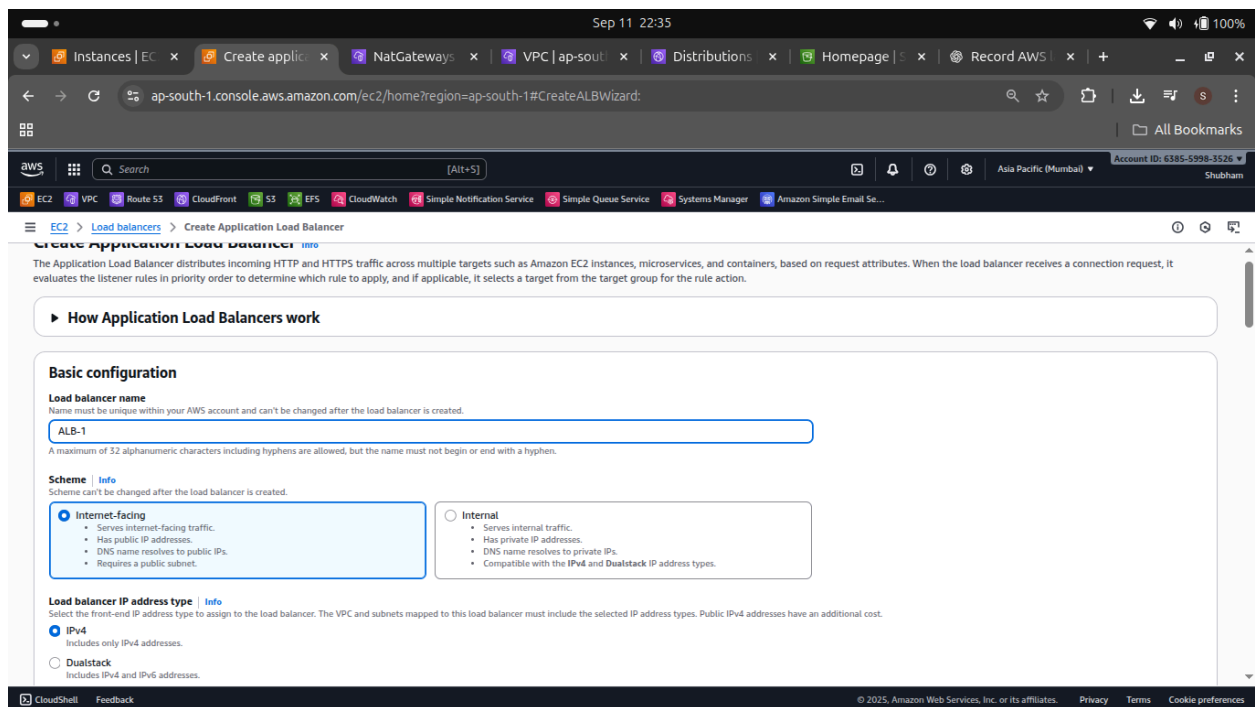 Sep 11 22:35
100%
Instances | EC
Create applica
NatGateways
VPC | ap-sout
Distributions
Homepage | S
Record AWS l
ap-south-1.console.aws.amazon.com/ec2/home?region=ap-south-1#CreateALBWizard:
S
All Bookmarks
aws
Search
[Alt+S]
Asia Pacific (Mumbai)
Account ID: 6385-5998-3526
Shubham
EC2
VPC
Route 53
CloudFront
S3
EFS
CloudWatch
Simple Notification Service
Simple Queue Service
Systems Manager
Amazon Simple Email Se...
EC2 > Load balancers > Create Application Load Balancer
Create Application Load Balancer Info
The Application Load Balancer distributes incoming HTTP and HTTPS traffic across multiple targets such as Amazon EC2 instances, microservices, and containers, based on request attributes. When the load balancer receives a connection request, it
evaluates the listener rules in priority order to determine which rule to apply, and if applicable, it selects a target from the target group for the rule action.
How Application Load Balancers work
Basic configuration
Load balancer name
Name must be unique within your AWS account and can't be changed after the load balancer is created.
ALB-1
A maximum of 32 alphanumeric characters including hyphens are allowed, but the name must not begin or end with a hyphen.
Scheme | Info
Scheme can't be changed after the load balancer is created.
Internet-facing
• Serves internet-facing traffic.
• Has public IP addresses.
• DNS name resolves to public IPs.
• Requires a public subnet.
Internal
• Serves internal traffic.
• Has private IP addresses.
• DNS name resolves to private IPs.
• Compatible with the IPv4 and Dualstack IP address types.
Load balancer IP address type | Info
Select the front-end IP address type to assign to the load balancer. The VPC and subnets mapped to this load balancer must include the selected IP address types. Public IPv4 addresses have an additional cost.
IPv4
Includes only IPv4 addresses.
Dualstack
Includes IPv4 and IPv6 addresses.
CloudShell
Feedback
© 2025, Amazon Web Services, Inc. or its affiliates.
Privacy
Terms
Cookie preferences